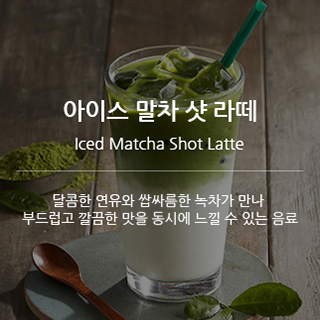 아이스 말차 샷 라떼
Iced Matcha Shot Latte
달콤한 연유와 쌉싸름한 녹차가 만나
부드럽고 깔끔한 맛을 동시에 느낄 수 있는 음료